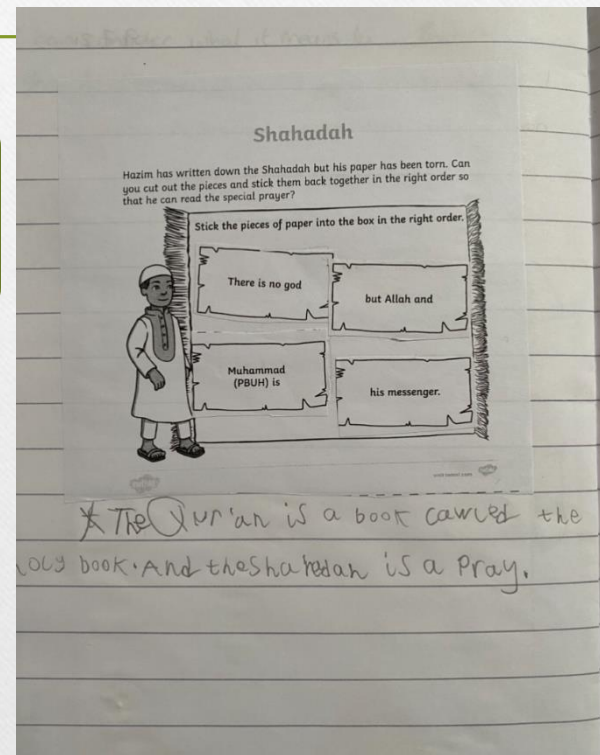 Shahadah
Hazim has written down the Shahadah but his paper has been torn. Can
you cut out the pieces and stick them back together in the right order so
that he can read the special prayer?
Stick the pieces of paper into the box in the right order.
There is no god
but Allah and
Muhammad
(PBUH) is
his messenger.
The Qur'an is a book cawled the
holy book. And the Shahedah is a Pray.